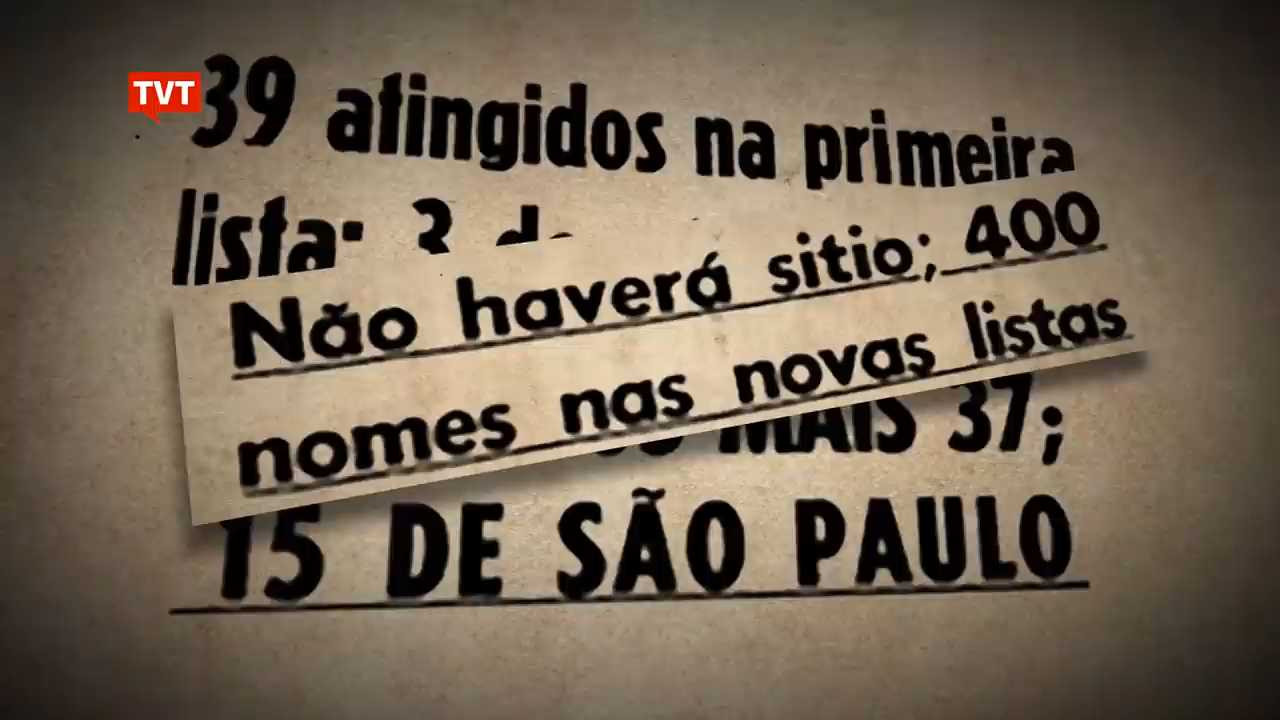 TVT
39 atingidos na primeira
lista: 3
Não haverá sitio; 400
nomes nas novas listas
MAIS 37;
15 DE SÃO PAULO